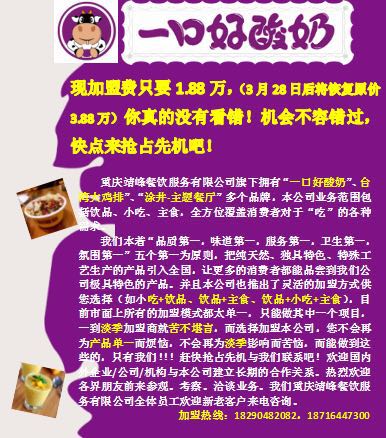 一口好酸奶
现加盟费只要 1.88 万，（3 月 28 日后将恢复原价
3.88 万）你真的没有看错！机会不容错过，
快点来抢占先机吧！
重庆靖峰餐饮服务有限公司旗下拥有“一口好酸奶”、台
湾大鸡排”、“涂井·主题餐厅”多个品牌，本公司业务范围包
括饮品、小吃、主食，全方位覆盖消费者对于“吃”的各种
需求
我们本着“品质第一，味道第一，服务第一，卫生第一，
氛围第一”五个第一为原则，把纯天然、独具特色、特殊工
艺生产的产品引入全国，让更多的消费者都能品尝到我们公
司极具特色的产品。并且本公司也推出了灵活的加盟方式供
您选择（如小吃+饮品、饮品+主食、饮品+小吃+主食），目
前市面上所有的加盟模式都太单一，只能做其中一个项目，
一到淡季加盟商就苦不堪言，而选择加盟本公司，您不会再
为产品单一而烦恼，不会再为淡季影响而苦恼，而能做到这
些的，只有我们!!! 赶快抢占先机与我们联系吧！欢迎国内
外企业/公司/机构与本公司建立长期的合作关系。热烈欢迎
各界朋友前来参观、考察、洽谈业务。我们重庆靖峰餐饮服
务有限公司全体员工欢迎新老客户来电咨询。
加盟热线：18290482082，18716447300